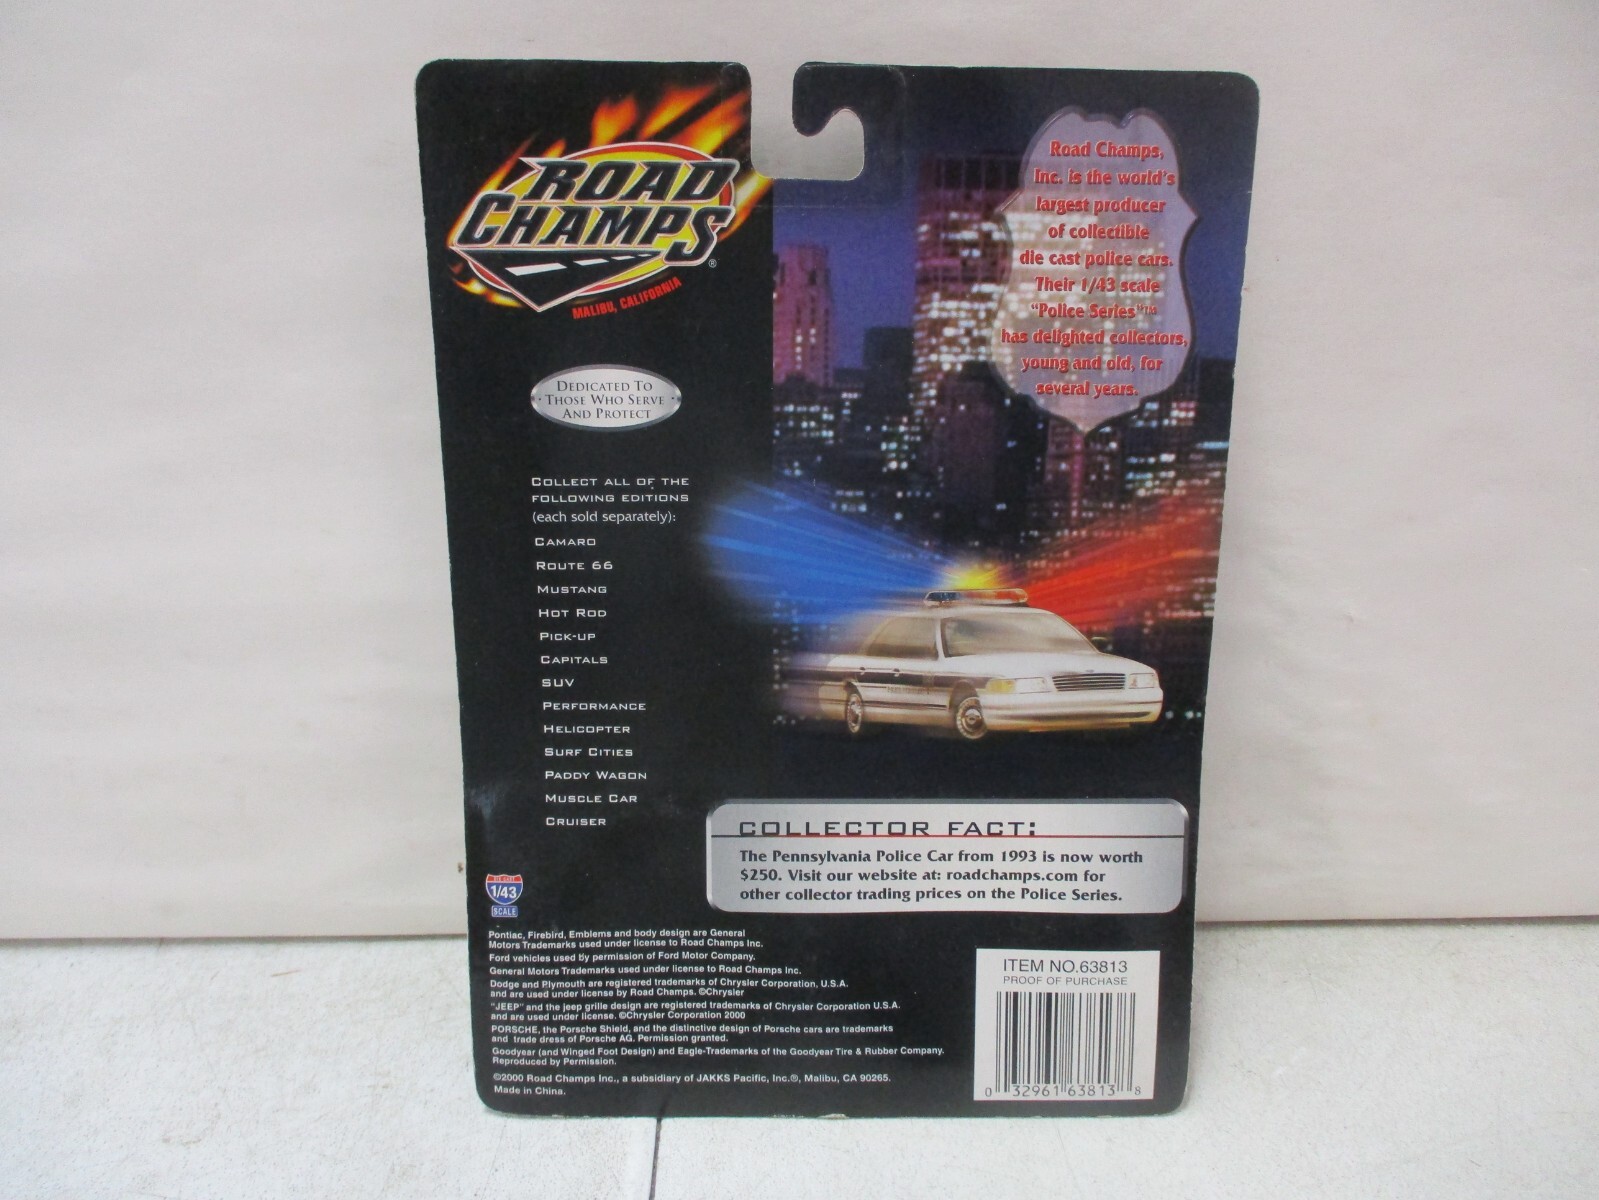 ROAD
CHAMPS®
MALIBU, CALIFORNIA
DEDICATED TO
THOSE WHO SERVE
AND PROTECT
COLLECT ALL OF THE
FOLLOWING EDITIONS
(each sold separately):
CAMARO
ROUTE 66
MUSTANG
HOT ROD
PICK-UP
CAPITALS
SUV
PERFORMANCE
HELICOPTER
SURF CITIES
PADDY WAGON
MUSCLE CAR
CRUISER
Road Champs,
Inc. is the world's
largest producer
of collectible
die cast police cars.
Their 1/43 scale
"Police Series"™
has delighted collectors,
young and old, for
several years.
COLLECTOR FACT:
The Pennsylvania Police Car from 1993 is now worth
$250. Visit our website at: roadchamps.com for
other collector trading prices on the Police Series.
DIE CAST
1/43
SCALE
Pontiac, Firebird, Emblems and body design are General
Motors Trademarks used under license to Road Champs Inc.
Ford vehicles used by permission of Ford Motor Company.
General Motors Trademarks used under license to Road Champs Inc.
Dodge and Plymouth are registered trademarks of Chrysler Corporation, U.S.A.
and are used under license by Road Champs. ©Chrysler
"JEEP" and the jeep grille design are registered trademarks of Chrysler Corporation U.S.A.
and are used under license. ©Chrysler Corporation 2000
PORSCHE, the Porsche Shield, and the distinctive design of Porsche cars are trademarks
and trade dress of Porsche AG. Permission granted.
Goodyear (and Winged Foot Design) and Eagle-Trademarks of the Goodyear Tire & Rubber Company.
Reproduced by Permission.
©2000 Road Champs Inc., a subsidiary of JAKKS Pacific, Inc.®, Malibu, CA 90265.
Made in China.
ITEM NO.63813
PROOF OF PURCHASE
0 32961 63813 8